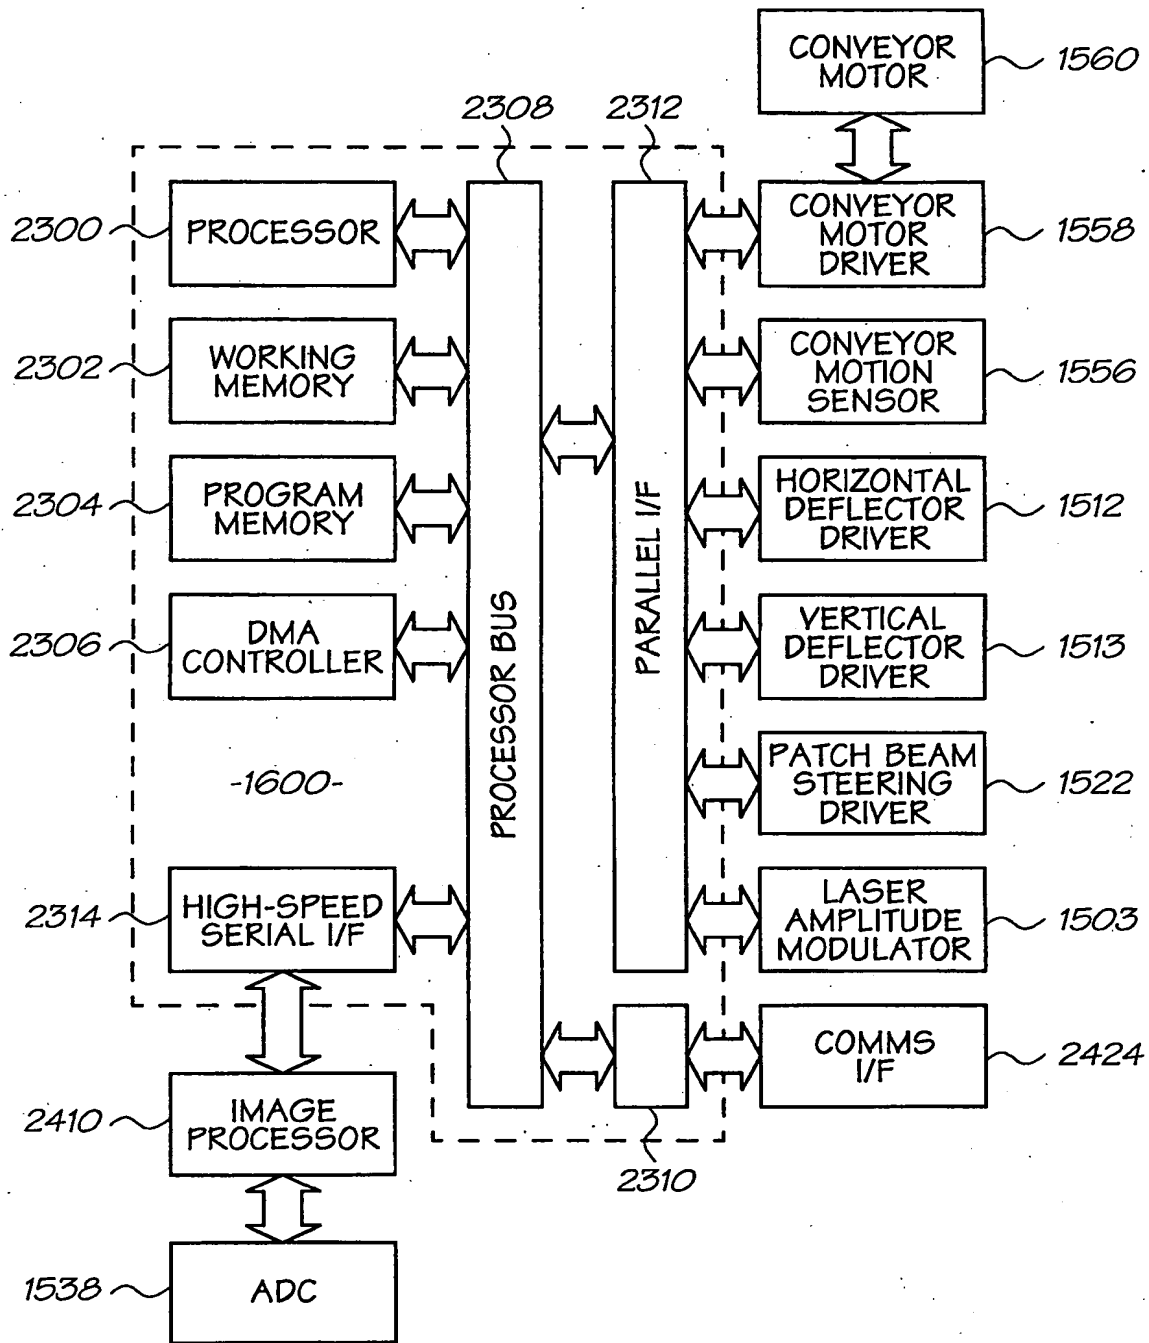 CONVEYOR
MOTOR
1560
2308
2312
2300
PROCESSOR
CONVEYOR
MOTOR
DRIVER
1558
2302
WORKING
MEMORY
CONVEYOR
MOTION
SENSOR
1556
2304
PROGRAM
MEMORY
HORIZONTAL
DEFLECTOR
DRIVER
1512
2306
DMA
CONTROLLER
PROCESSOR BUS
PARALLEL I/F
VERTICAL
DEFLECTOR
DRIVER
1513
-1600-
PATCH BEAM
STEERING
DRIVER
1522
2314
HIGH-SPEED
SERIAL I/F
LASER
AMPLITUDE
MODULATOR
1503
COMMS
I/F
2424
2410
IMAGE
PROCESSOR
2310
1538
ADC